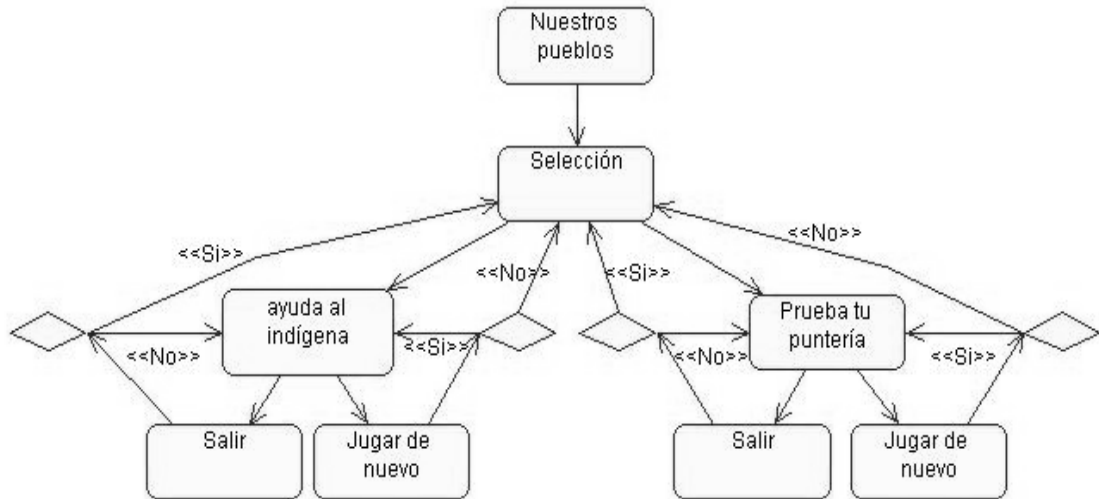 Nuestros
pueblos
Selección
<<Si>>
<<No>>
<<Si>>
<<No>>
ayuda al
indígena
Prueba tu
puntería
<<No>>
<<Si>>
<<No>>
<<Si>>
Salir
Jugar de
nuevo
Salir
Jugar de
nuevo